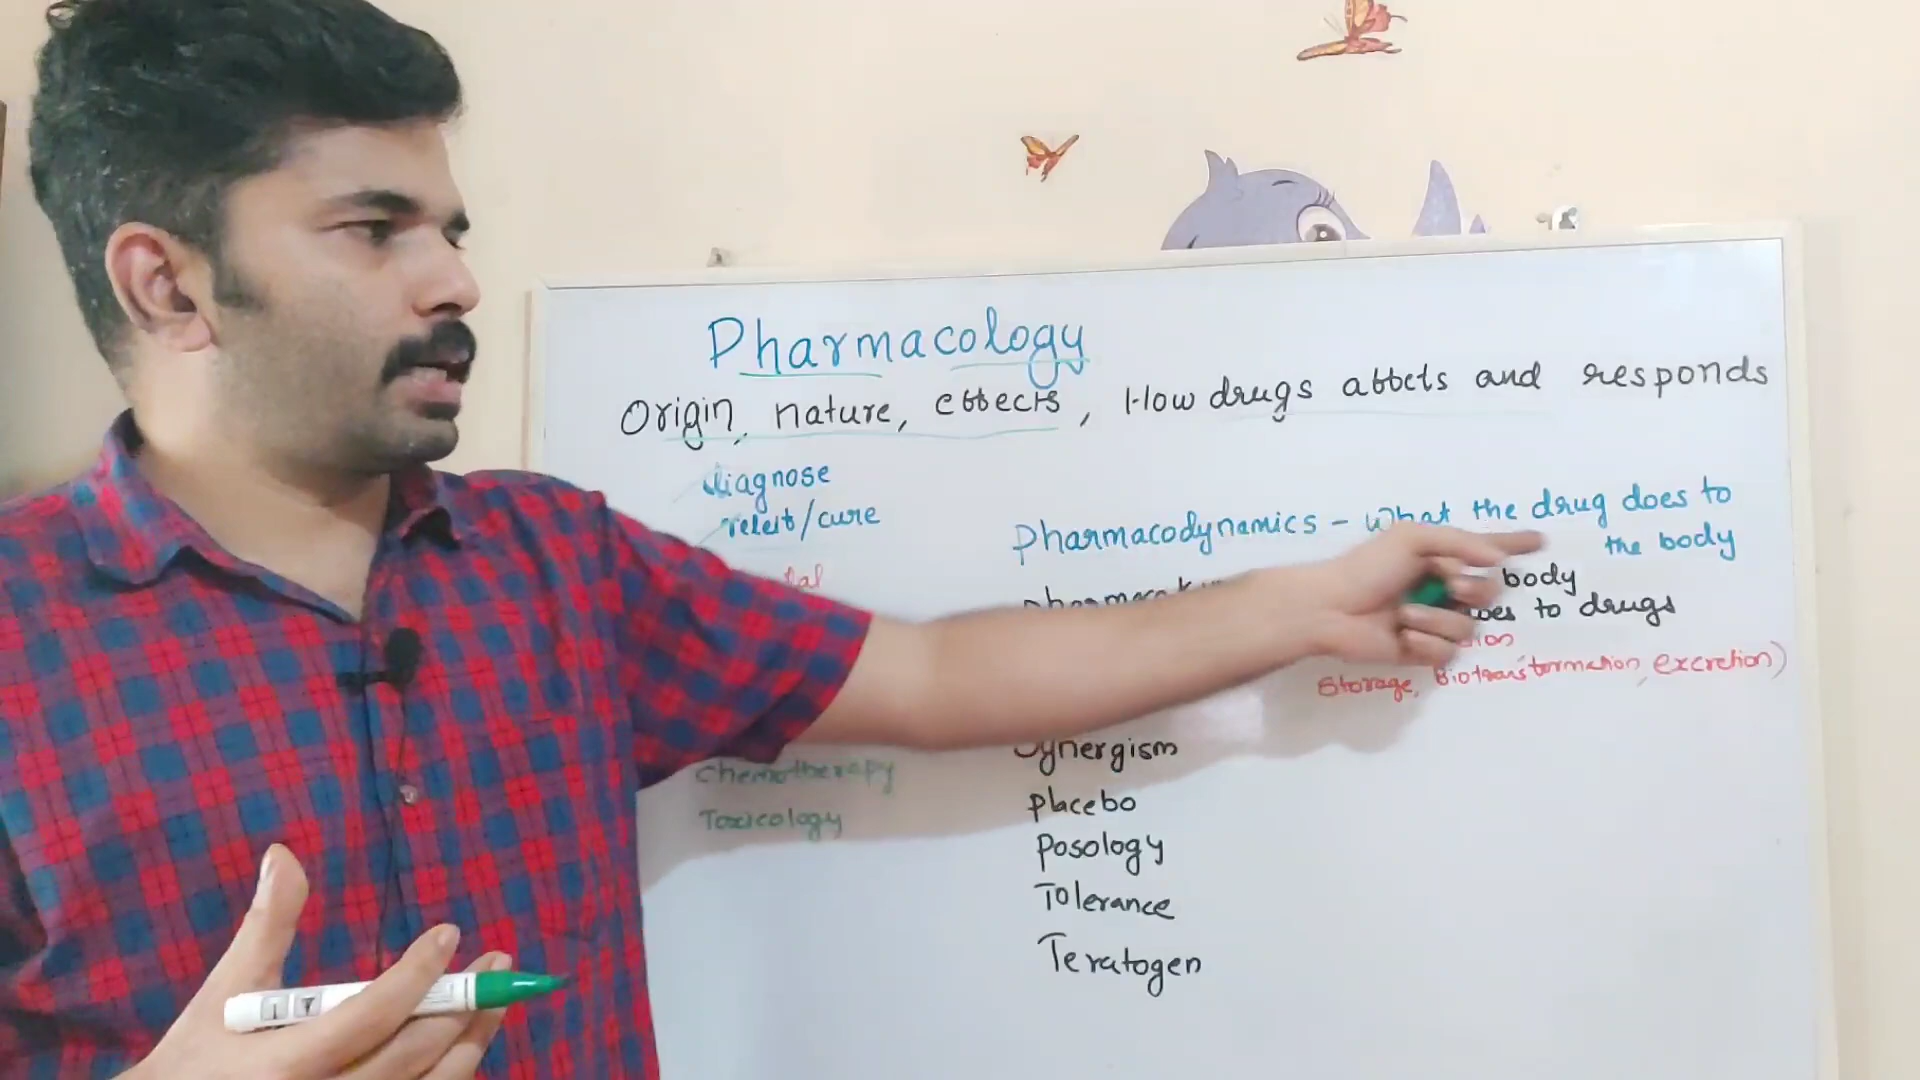 Pharmacology
Origin, nature, effects, How drugs affects and responds
diagnose
releif/cure
Pharmacodynamics - What the drug does to
the body
body
does to drugs
Storage, Biotransformation, excretion)
Synergism
Chemotherapy
placebo
Toxicology
Posology
Tolerance
Teratogen